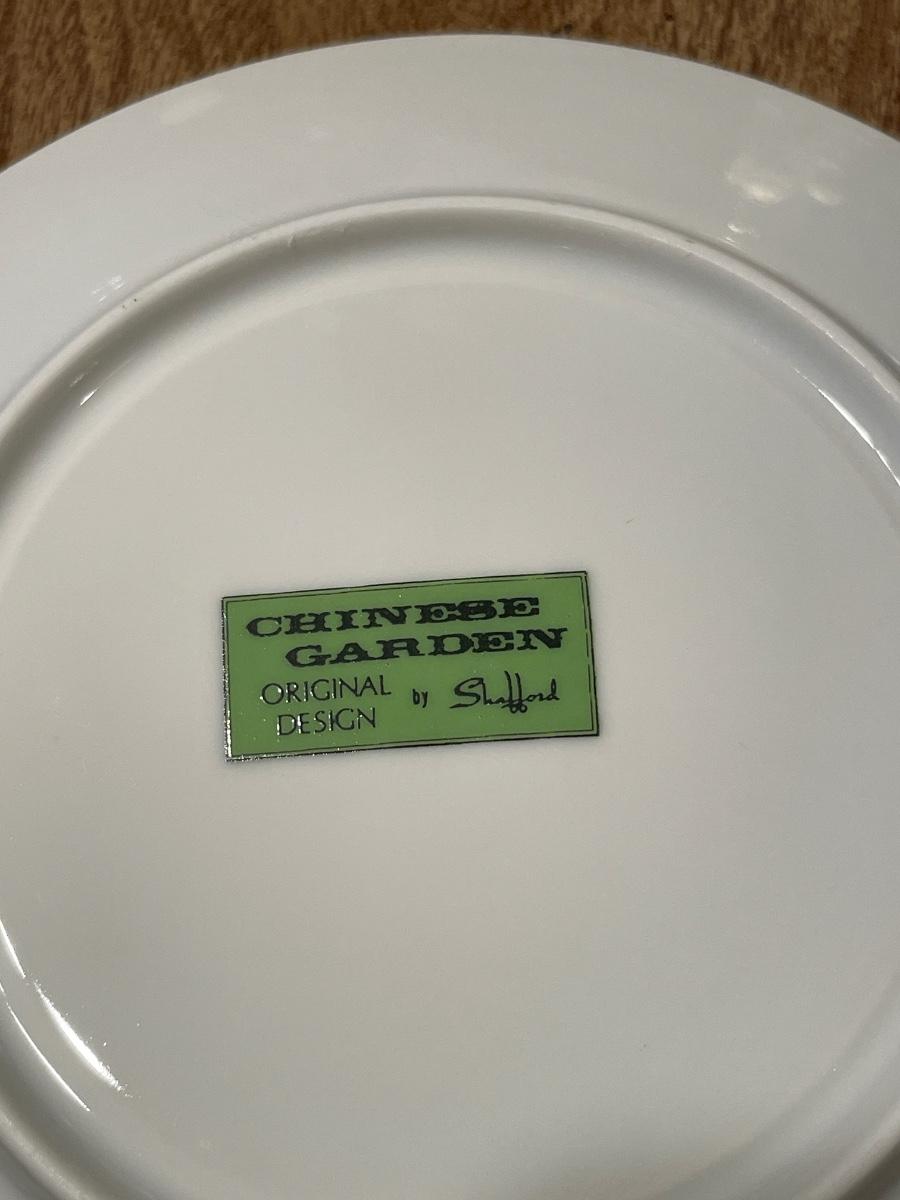 CHINESE
GARDEN
ORIGINAL
DESIGN
by Shafford